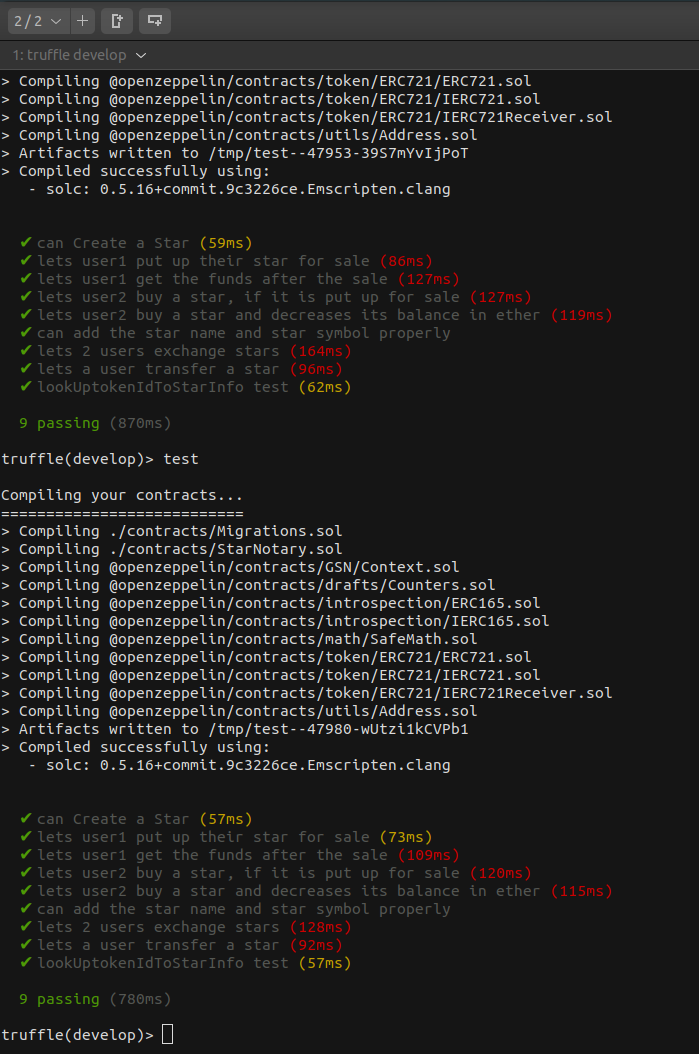 2 / 2
1: truffle develop
> Compiling @openzeppelin/contracts/token/ERC721/ERC721.sol
> Compiling @openzeppelin/contracts/token/ERC721/IERC721.sol
> Compiling @openzeppelin/contracts/token/ERC721/IERC721Receiver.sol
> Compiling @openzeppelin/contracts/utils/Address.sol
> Artifacts written to /tmp/test--47953-39S7mYvIjPoT
> Compiled successfully using:
- solc: 0.5.16+commit.9c3226ce.Emscripten.clang
✔ can Create a Star (59ms)
✔ lets user1 put up their star for sale (86ms)
✔ lets user1 get the funds after the sale (127ms)
✔ lets user2 buy a star, if it is put up for sale (127ms)
✔ lets user2 buy a star and decreases its balance in ether (119ms)
✔ can add the star name and star symbol properly
✔ lets 2 users exchange stars (164ms)
✔ lets a user transfer a star (96ms)
✔ lookUptokenIdToStarInfo test (62ms)
9 passing (870ms)
truffle(develop)> test
Compiling your contracts...
===========================
> Compiling ./contracts/Migrations.sol
> Compiling ./contracts/StarNotary.sol
> Compiling @openzeppelin/contracts/GSN/Context.sol
> Compiling @openzeppelin/contracts/drafts/Counters.sol
> Compiling @openzeppelin/contracts/introspection/ERC165.sol
> Compiling @openzeppelin/contracts/introspection/IERC165.sol
> Compiling @openzeppelin/contracts/math/SafeMath.sol
> Compiling @openzeppelin/contracts/token/ERC721/ERC721.sol
> Compiling @openzeppelin/contracts/token/ERC721/IERC721.sol
> Compiling @openzeppelin/contracts/token/ERC721/IERC721Receiver.sol
> Compiling @openzeppelin/contracts/utils/Address.sol
> Artifacts written to /tmp/test--47980-wUtzi1kCVPb1
> Compiled successfully using:
- solc: 0.5.16+commit.9c3226ce.Emscripten.clang
✔ can Create a Star (57ms)
✔ lets user1 put up their star for sale (73ms)
✔ lets user1 get the funds after the sale (109ms)
✔ lets user2 buy a star, if it is put up for sale (120ms)
✔ lets user2 buy a star and decreases its balance in ether (115ms)
✔ can add the star name and star symbol properly
✔ lets 2 users exchange stars (128ms)
✔ lets a user transfer a star (92ms)
✔ lookUptokenIdToStarInfo test (57ms)
9 passing (780ms)
truffle(develop)>